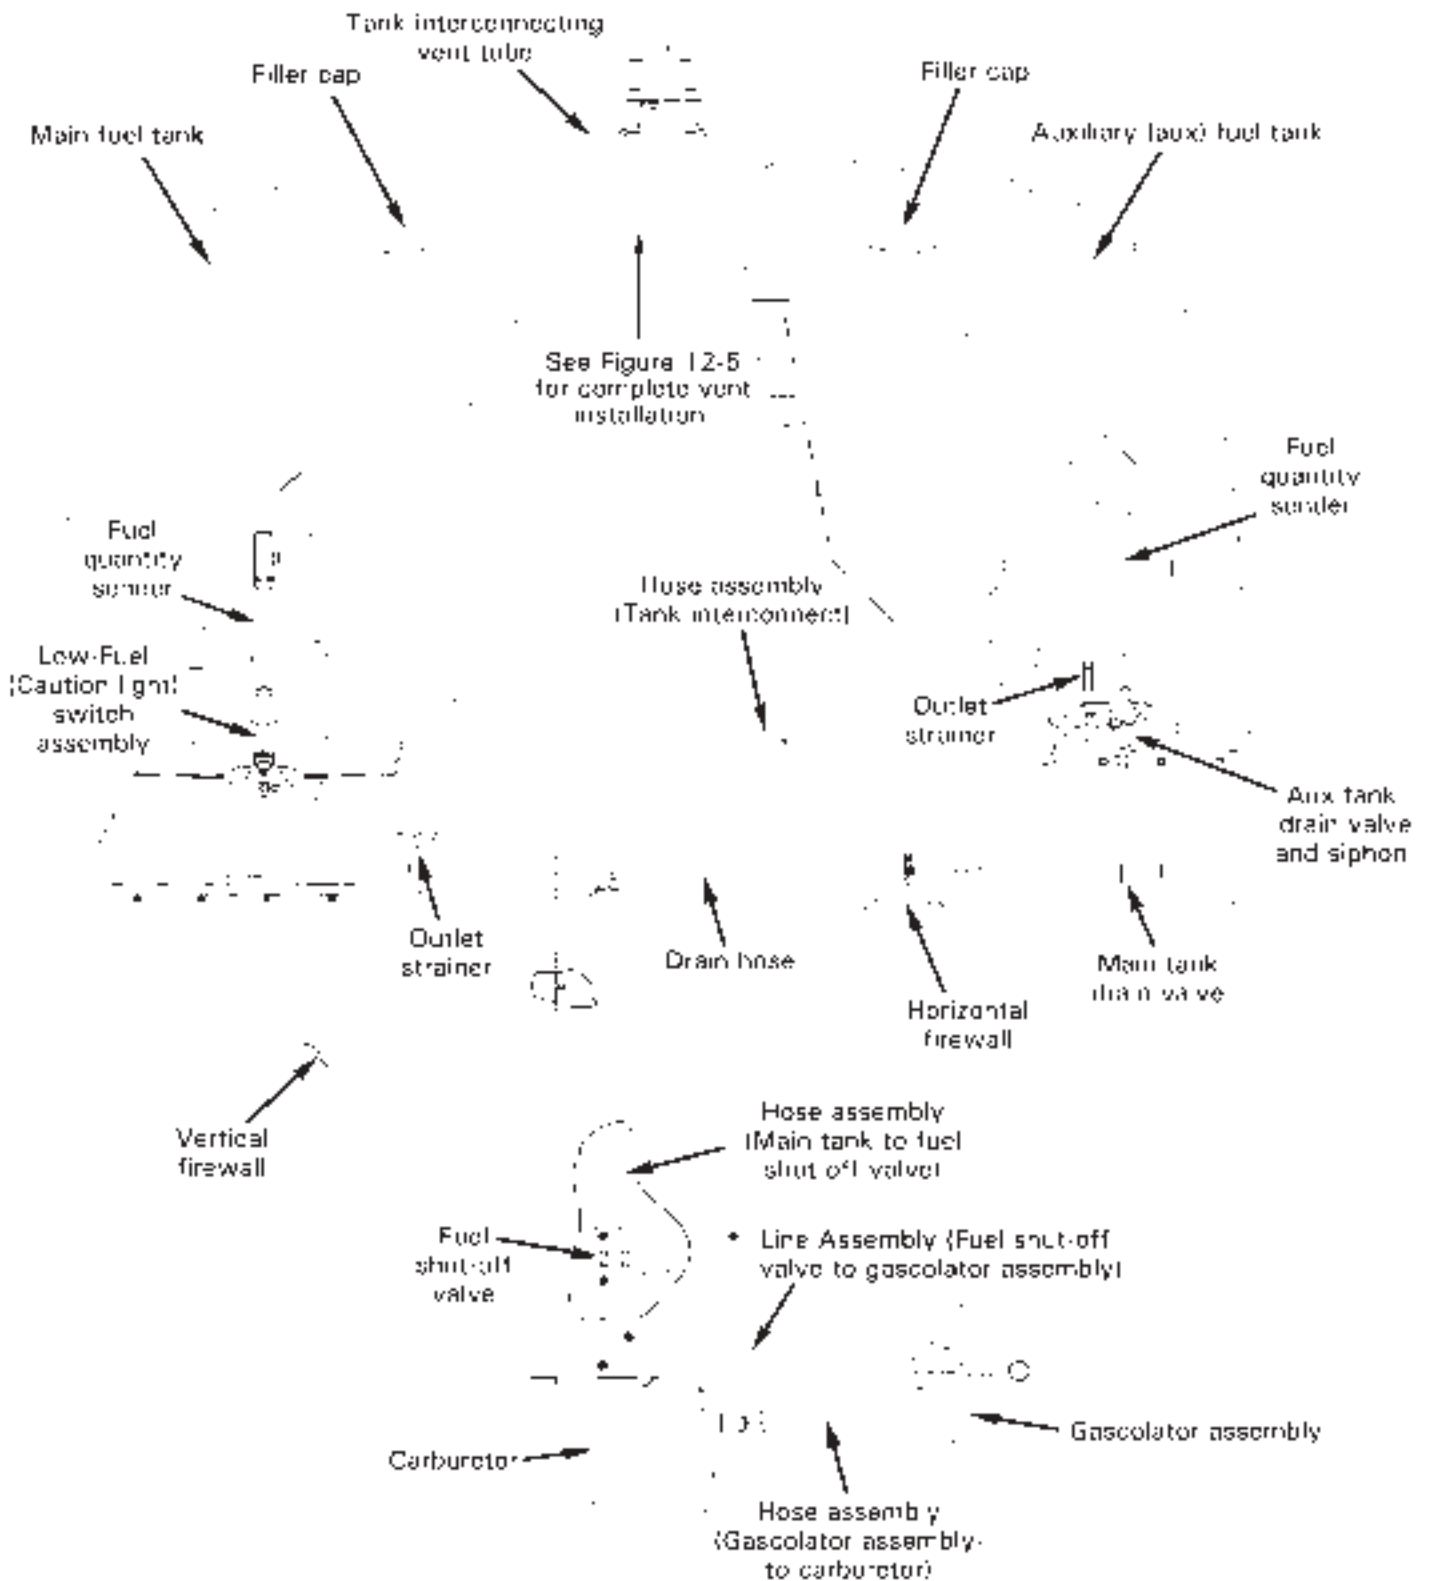 Tank interconnecting
vent tube
Filler cap
Filler cap
Main fuel tank
Auxiliary (aux) fuel tank
See Figure 12-5
for complete vent
installation
Fuel
quantity
sender
Fuel
quantity
sender
Hose assembly
(Tank interconnect)
Low-Fuel
(Caution light)
switch
assembly
Outlet
strainer
Aux tank
drain valve
and siphon
Outlet
strainer
Drain hose
Main tank
drain valve
Horizontal
firewall
Vertical
firewall
Hose assembly
(Main tank to fuel
shut off valve)
Fuel
shut-off
valve
Line Assembly (Fuel shut-off
valve to gascolator assembly)
Gascolator assembly
Carburetor
Hose assembly
(Gascolator assembly-
to carburetor)